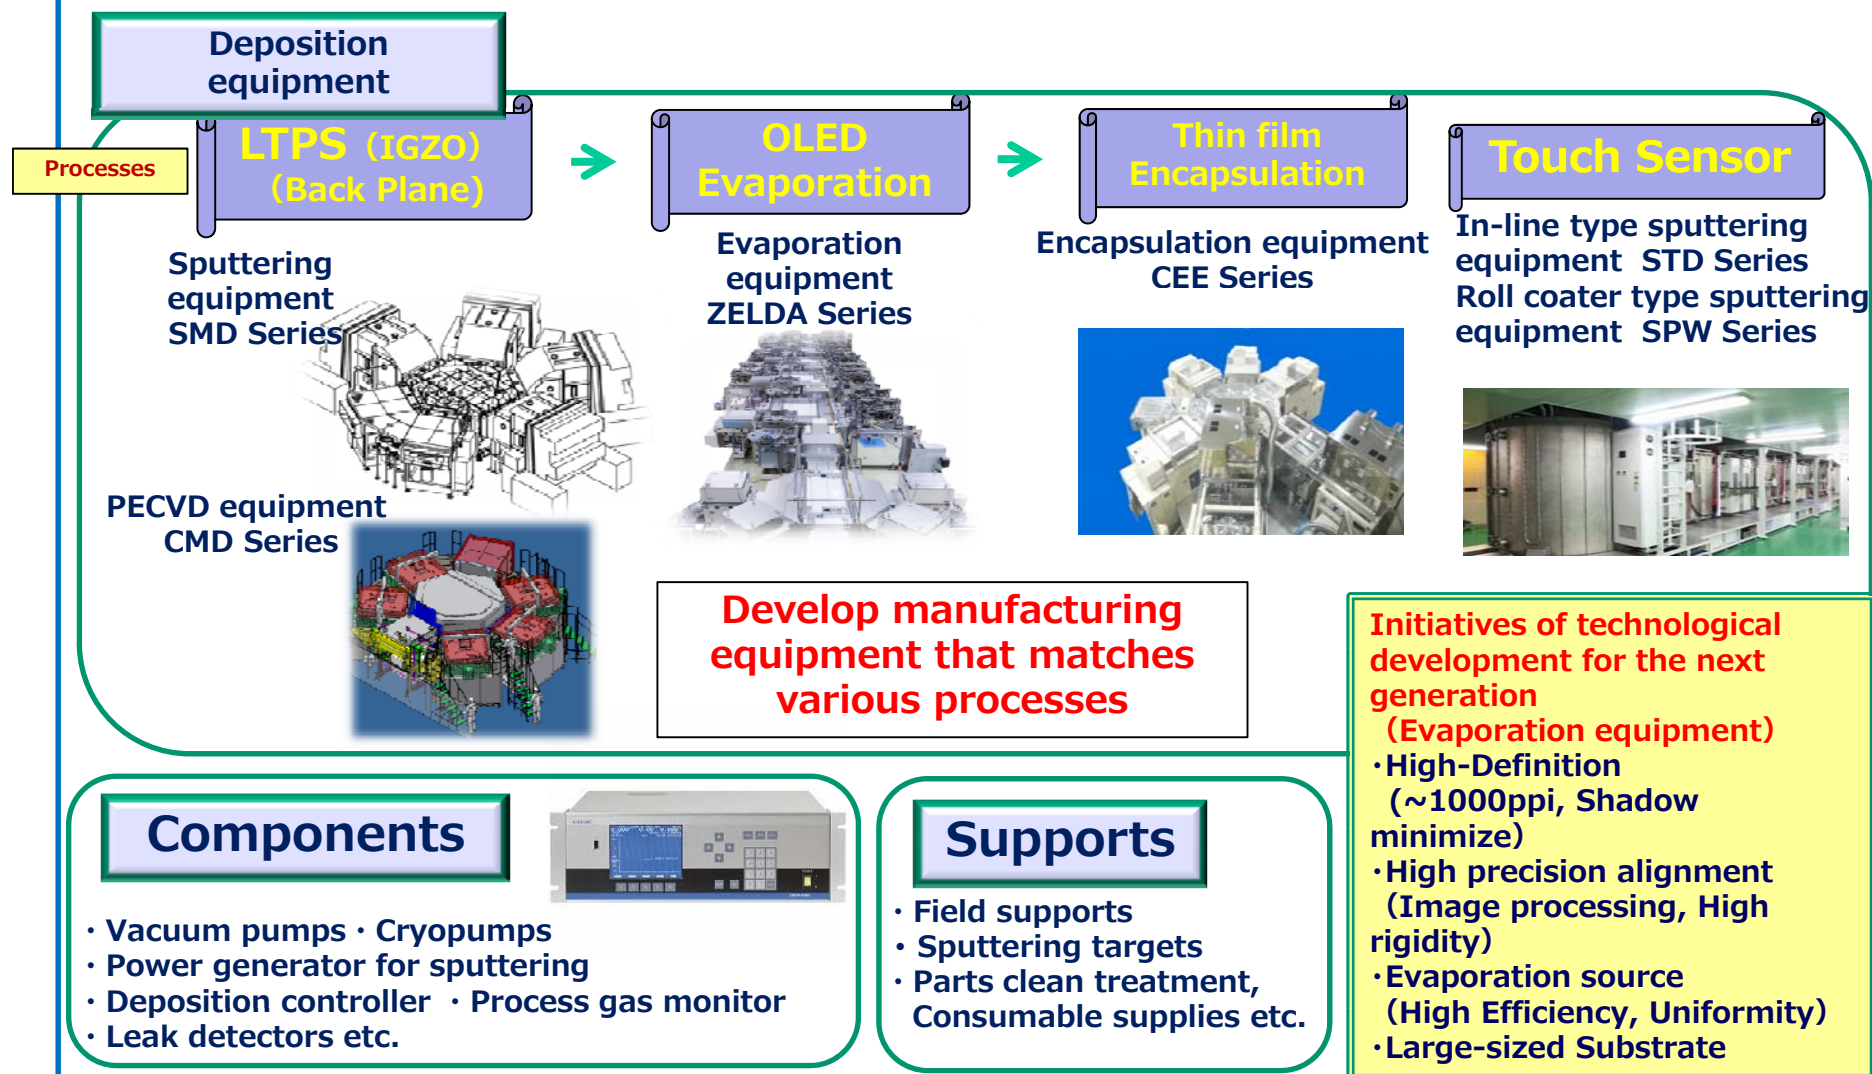 Deposition
equipment
Processes
LTPS（IGZO）
（Back Plane）
OLED
Evaporation
Thin film
Encapsulation
Touch Sensor
Sputtering
equipment
SMD Series
PECVD equipment
CMD Series
Evaporation
equipment
ZELDA Series
Encapsulation equipment
CEE Series
In-line type sputtering
equipment  STD Series
Roll coater type sputtering
equipment  SPW Series
Develop manufacturing
equipment that matches
various processes
Initiatives of technological
development for the next
generation
（Evaporation equipment）
・High-Definition
（~1000ppi, Shadow
minimize）
・High precision alignment
（Image processing, High
rigidity）
・Evaporation source
（High Efficiency, Uniformity）
・Large-sized Substrate
Components
・Vacuum pumps・Cryopumps
・Power generator for sputtering
・Deposition controller ・Process gas monitor
・Leak detectors etc.
Supports
・Field supports
・Sputtering targets
・Parts clean treatment,
Consumable supplies etc.